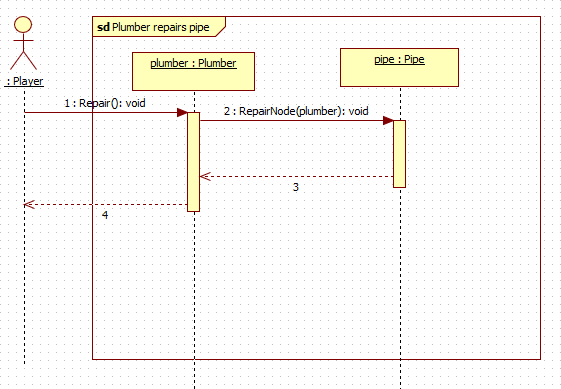 sd Plumber repairs pipe
plumber : Plumber
pipe : Pipe
: Player
1 : Repair(): void
2 : RepairNode(plumber): void
3
4